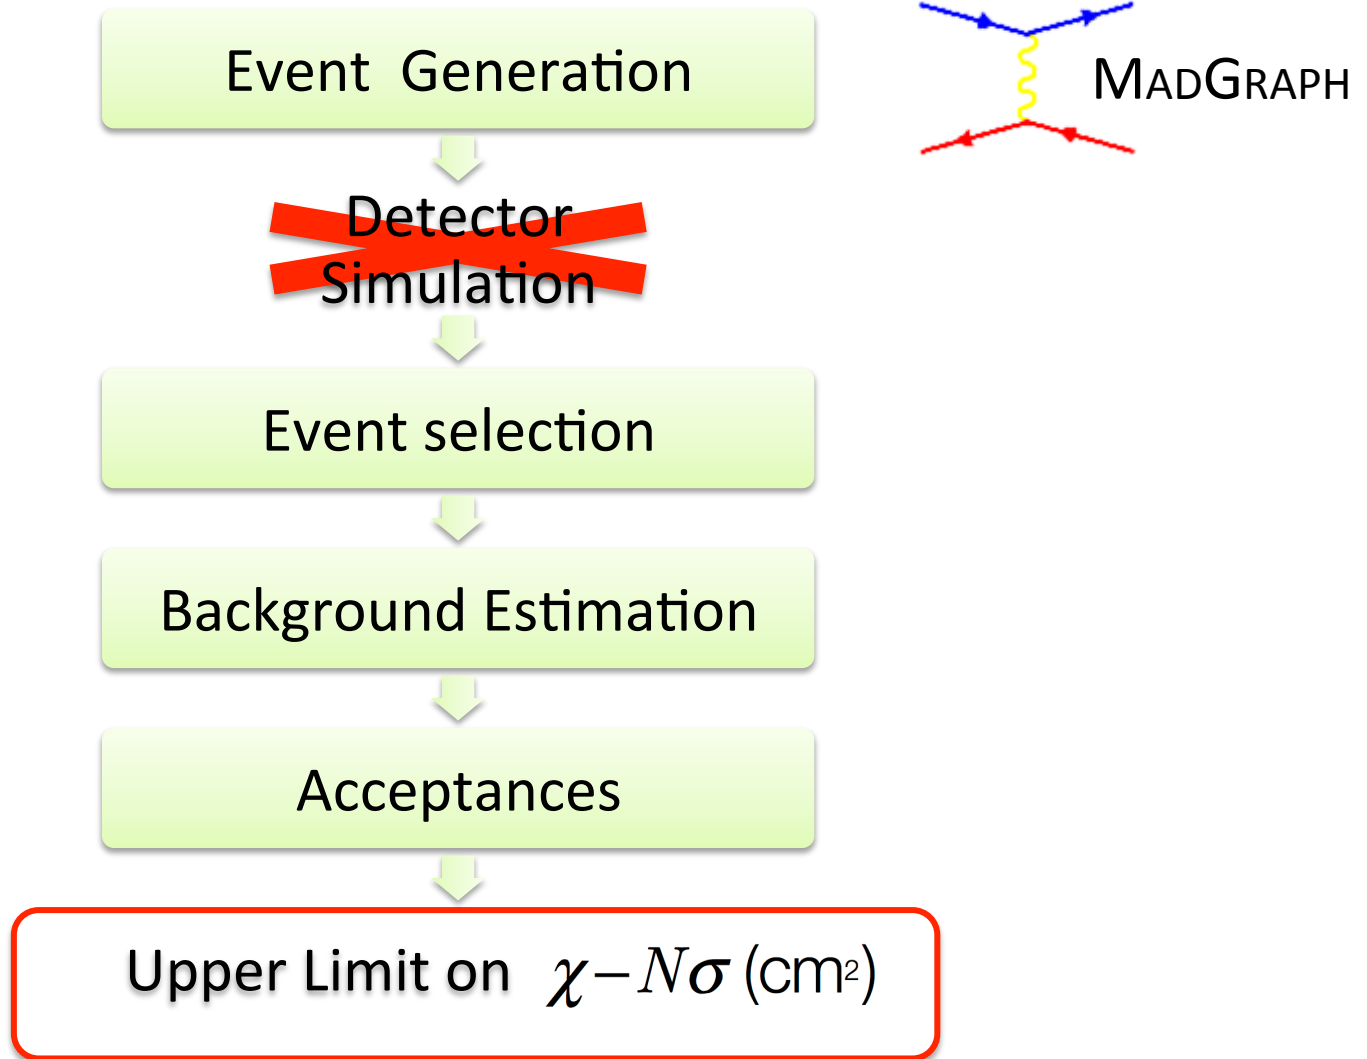 Event Generation
MADGRAPH
Detector
Simulation
Event selection
Background Estimation
Acceptances
Upper Limit on χ−Nσ (cm²)